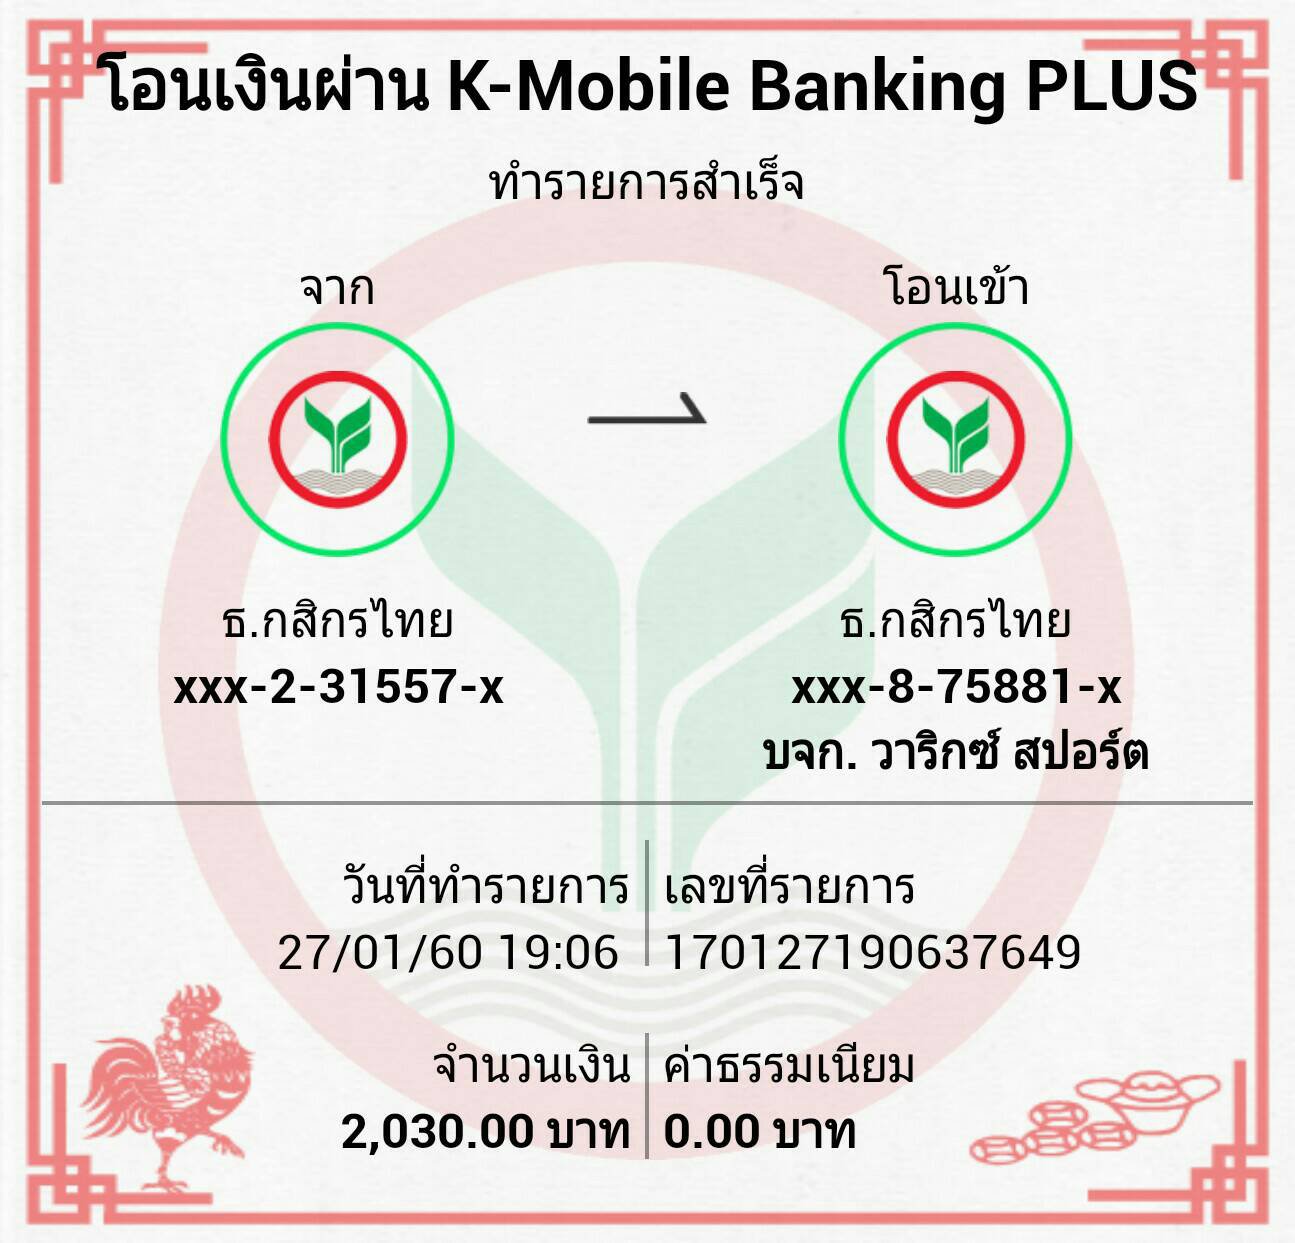 โอนเงินผ่าน K-Mobile Banking PLUS
ทำรายการสำเร็จ
จาก
ธ.กสิกรไทย
xxx-2-31557-x
โอนเข้า
ธ.กสิกรไทย
xxx-8-75881-x
บจก. วาริกซ์ สปอร์ต
วันที่ทำรายการ
27/01/60 19:06
เลขที่รายการ
170127190637649
จำนวนเงิน
2,030.00 บาท
ค่าธรรมเนียม
0.00 บาท